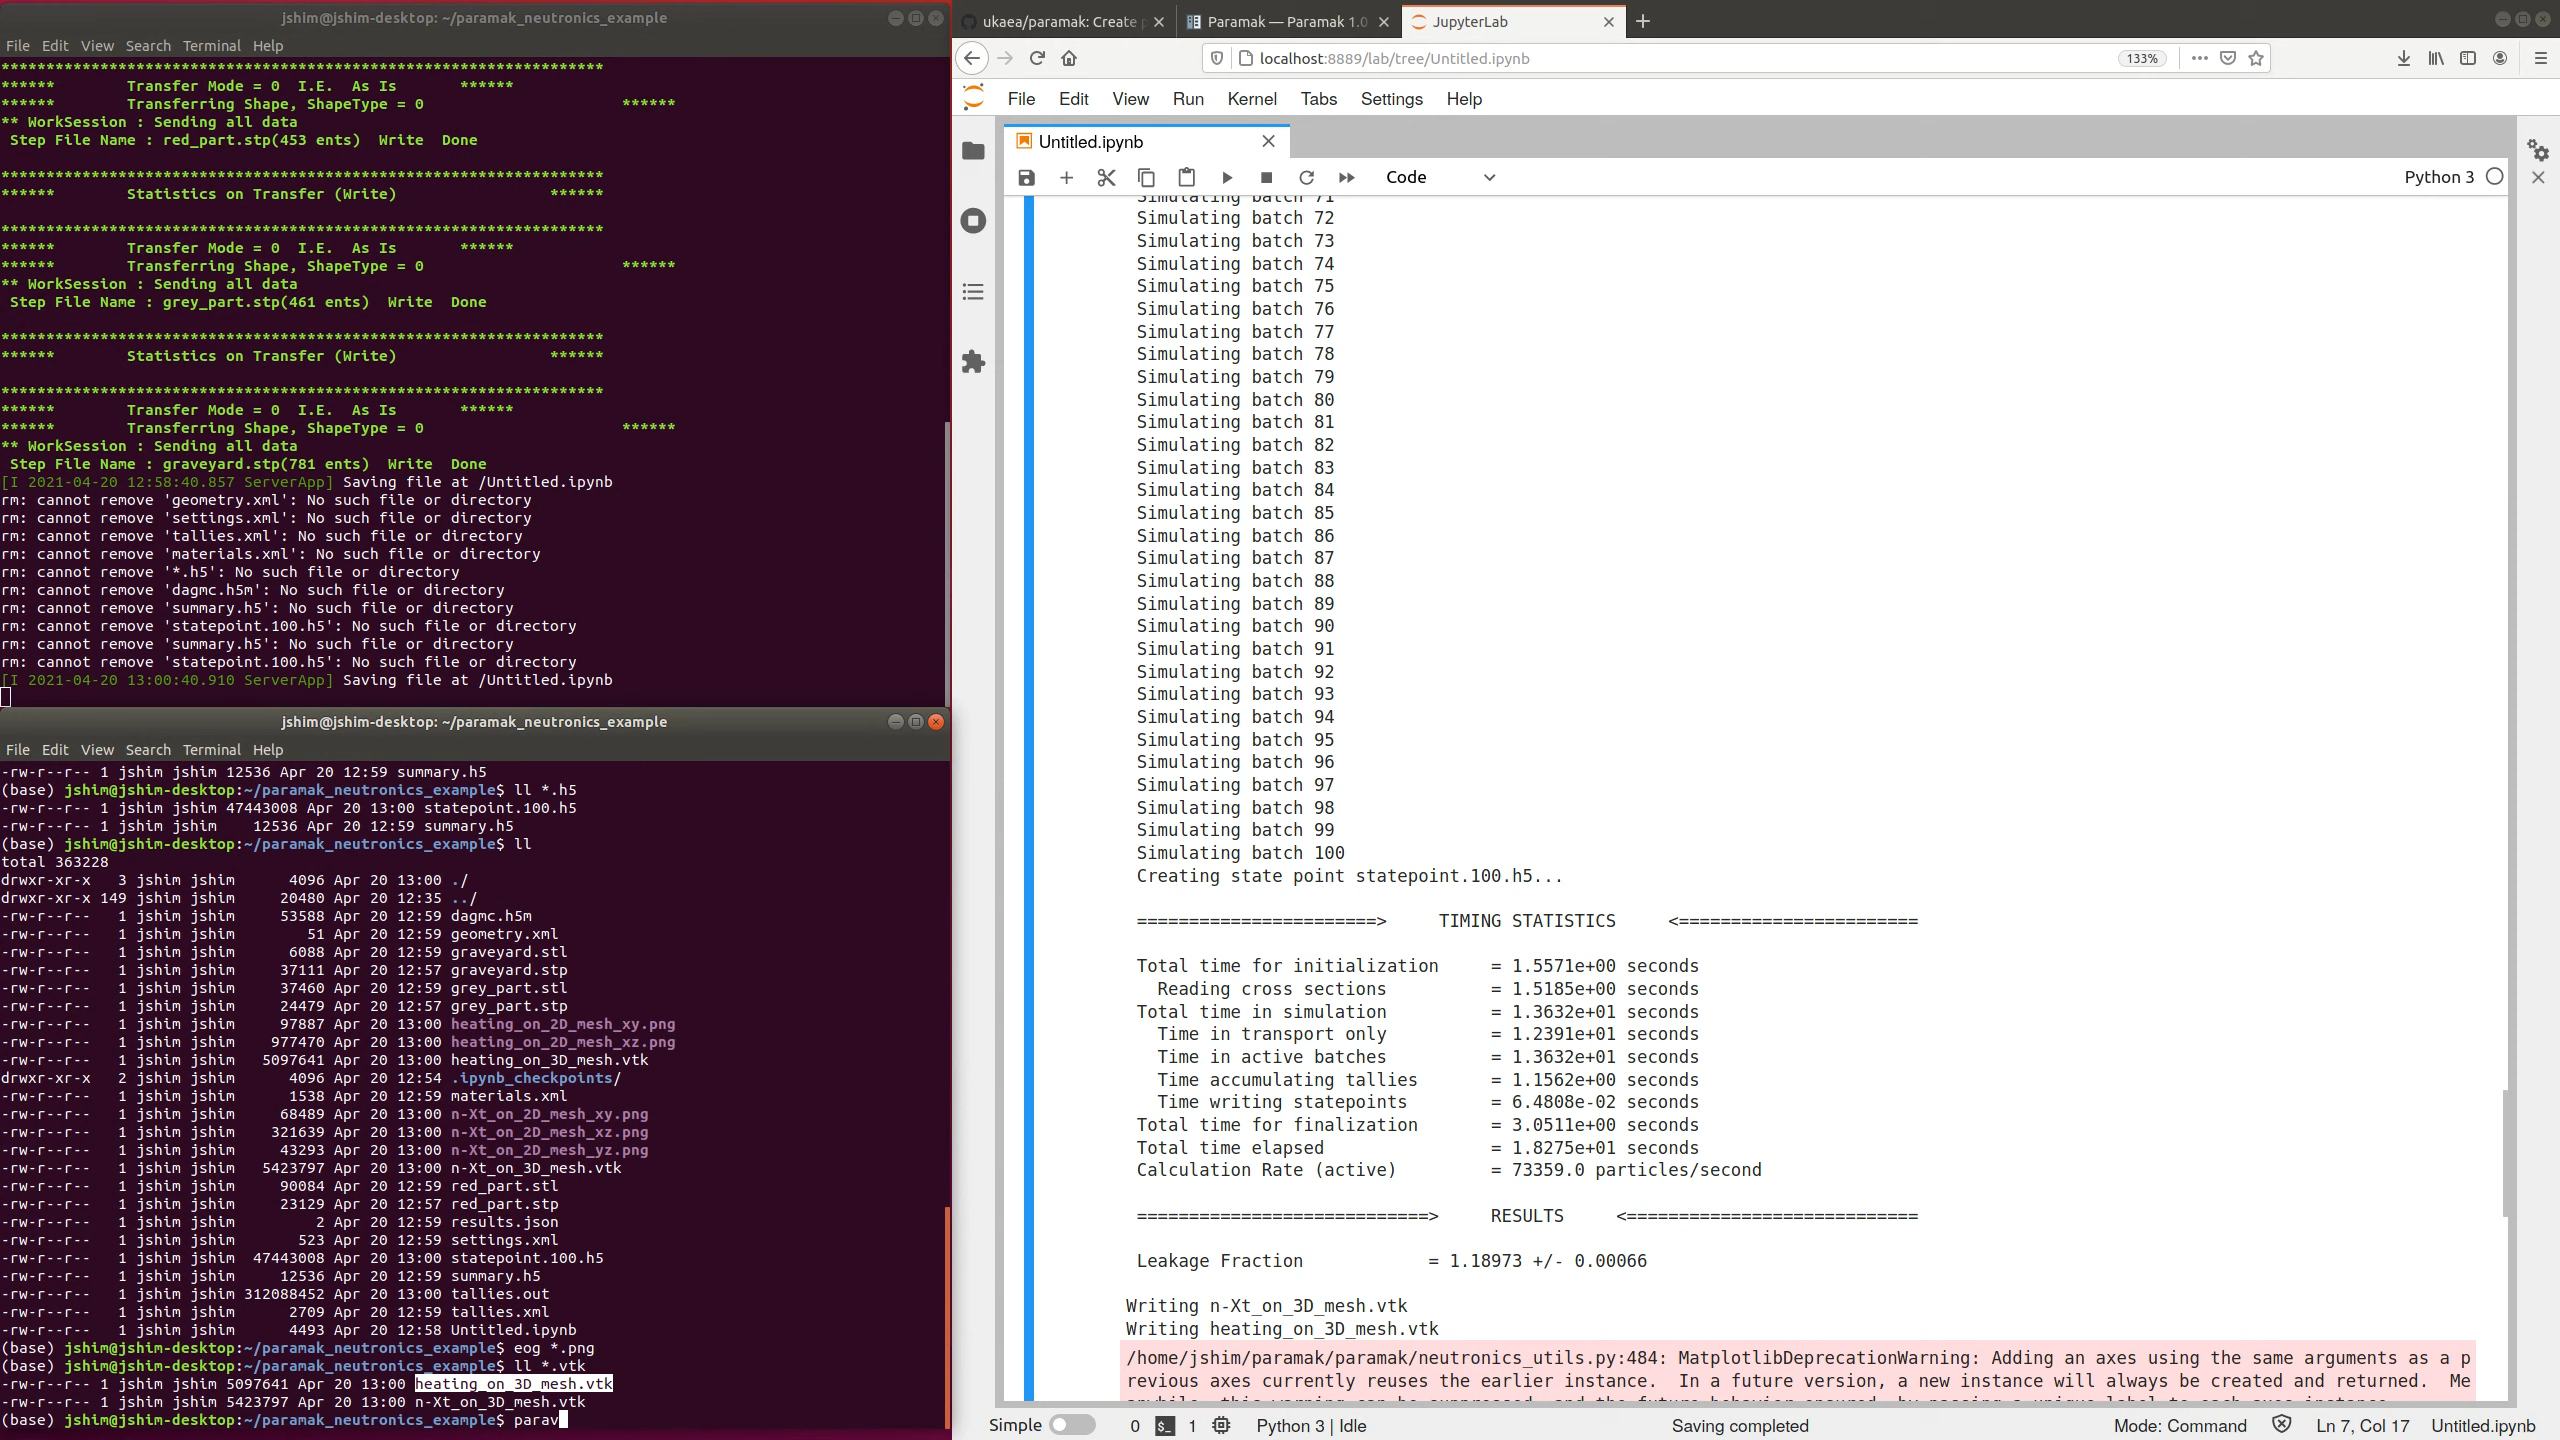 jshim@jshim-desktop: ~/paramak_neutronics_example
File Edit View Search Terminal Help
*******************************************************************
****** Transfer Mode = 0 I.E. As Is ******
****** Transferring Shape, ShapeType = 0 ******
** WorkSession : Sending all data
Step File Name : red_part.stp(453 ents) Write Done
*******************************************************************
****** Statistics on Transfer (Write) ******
*******************************************************************
****** Transfer Mode = 0 I.E. As Is ******
****** Transferring Shape, ShapeType = 0 ******
** WorkSession : Sending all data
Step File Name : grey_part.stp(461 ents) Write Done
*******************************************************************
****** Statistics on Transfer (Write) ******
*******************************************************************
****** Transfer Mode = 0 I.E. As Is ******
****** Transferring Shape, ShapeType = 0 ******
** WorkSession : Sending all data
Step File Name : graveyard.stp(781 ents) Write Done
[I 2021-04-20 12:58:40.857 ServerApp] Saving file at /Untitled.ipynb
rm: cannot remove 'geometry.xml': No such file or directory
rm: cannot remove 'settings.xml': No such file or directory
rm: cannot remove 'tallies.xml': No such file or directory
rm: cannot remove 'materials.xml': No such file or directory
rm: cannot remove '*.h5': No such file or directory
rm: cannot remove 'dagmc.h5m': No such file or directory
rm: cannot remove 'summary.h5': No such file or directory
rm: cannot remove 'statepoint.100.h5': No such file or directory
rm: cannot remove 'summary.h5': No such file or directory
rm: cannot remove 'statepoint.100.h5': No such file or directory
[I 2021-04-20 13:00:40.910 ServerApp] Saving file at /Untitled.ipynb
jshim@jshim-desktop: ~/paramak_neutronics_example
File Edit View Search Terminal Help
-rw-r--r-- 1 jshim jshim 12536 Apr 20 12:59 summary.h5
(base) jshim@jshim-desktop:~/paramak_neutronics_example$ ll *.h5
-rw-r--r-- 1 jshim jshim 47443008 Apr 20 13:00 statepoint.100.h5
-rw-r--r-- 1 jshim jshim 12536 Apr 20 12:59 summary.h5
(base) jshim@jshim-desktop:~/paramak_neutronics_example$ ll
total 363228
drwxr-xr-x 3 jshim jshim 4096 Apr 20 13:00 ./
drwxr-xr-x 149 jshim jshim 20480 Apr 20 12:35 ../
-rw-r--r-- 1 jshim jshim 53588 Apr 20 12:59 dagmc.h5m
-rw-r--r-- 1 jshim jshim 51 Apr 20 12:59 geometry.xml
-rw-r--r-- 1 jshim jshim 6088 Apr 20 12:59 graveyard.stl
-rw-r--r-- 1 jshim jshim 37111 Apr 20 12:57 graveyard.stp
-rw-r--r-- 1 jshim jshim 37460 Apr 20 12:59 grey_part.stl
-rw-r--r-- 1 jshim jshim 24479 Apr 20 12:57 grey_part.stp
-rw-r--r-- 1 jshim jshim 97887 Apr 20 13:00 heating_on_2D_mesh_xy.png
-rw-r--r-- 1 jshim jshim 977470 Apr 20 13:00 heating_on_2D_mesh_xz.png
-rw-r--r-- 1 jshim jshim 5097641 Apr 20 13:00 heating_on_3D_mesh.vtk
drwxr-xr-x 2 jshim jshim 4096 Apr 20 12:54 .ipynb_checkpoints/
-rw-r--r-- 1 jshim jshim 1538 Apr 20 12:59 materials.xml
-rw-r--r-- 1 jshim jshim 68489 Apr 20 13:00 n-Xt_on_2D_mesh_xy.png
-rw-r--r-- 1 jshim jshim 321639 Apr 20 13:00 n-Xt_on_2D_mesh_xz.png
-rw-r--r-- 1 jshim jshim 43293 Apr 20 13:00 n-Xt_on_2D_mesh_yz.png
-rw-r--r-- 1 jshim jshim 5423797 Apr 20 13:00 n-Xt_on_3D_mesh.vtk
-rw-r--r-- 1 jshim jshim 90084 Apr 20 12:59 red_part.stl
-rw-r--r-- 1 jshim jshim 23129 Apr 20 12:57 red_part.stp
-rw-r--r-- 1 jshim jshim 2 Apr 20 12:59 results.json
-rw-r--r-- 1 jshim jshim 523 Apr 20 12:59 settings.xml
-rw-r--r-- 1 jshim jshim 47443008 Apr 20 13:00 statepoint.100.h5
-rw-r--r-- 1 jshim jshim 12536 Apr 20 12:59 summary.h5
-rw-r--r-- 1 jshim jshim 312088452 Apr 20 13:00 tallies.out
-rw-r--r-- 1 jshim jshim 2709 Apr 20 12:59 tallies.xml
-rw-r--r-- 1 jshim jshim 4493 Apr 20 12:58 Untitled.ipynb
(base) jshim@jshim-desktop:~/paramak_neutronics_example$ eog *.png
(base) jshim@jshim-desktop:~/paramak_neutronics_example$ ll *.vtk
-rw-r--r-- 1 jshim jshim 5097641 Apr 20 13:00 heating_on_3D_mesh.vtk
-rw-r--r-- 1 jshim jshim 5423797 Apr 20 13:00 n-Xt_on_3D_mesh.vtk
(base) jshim@jshim-desktop:~/paramak_neutronics_example$ parav
ukaea/paramak: Create p
Paramak — Paramak 1.0
JupyterLab
localhost:8889/lab/tree/Untitled.ipynb
133%
File Edit View Run Kernel Tabs Settings Help
Untitled.ipynb
Code
Python 3
Simulating batch 71
Simulating batch 72
Simulating batch 73
Simulating batch 74
Simulating batch 75
Simulating batch 76
Simulating batch 77
Simulating batch 78
Simulating batch 79
Simulating batch 80
Simulating batch 81
Simulating batch 82
Simulating batch 83
Simulating batch 84
Simulating batch 85
Simulating batch 86
Simulating batch 87
Simulating batch 88
Simulating batch 89
Simulating batch 90
Simulating batch 91
Simulating batch 92
Simulating batch 93
Simulating batch 94
Simulating batch 95
Simulating batch 96
Simulating batch 97
Simulating batch 98
Simulating batch 99
Simulating batch 100
Creating state point statepoint.100.h5...
=======================> TIMING STATISTICS <=======================
Total time for initialization = 1.5571e+00 seconds
Reading cross sections = 1.5185e+00 seconds
Total time in simulation = 1.3632e+01 seconds
Time in transport only = 1.2391e+01 seconds
Time in active batches = 1.3632e+01 seconds
Time accumulating tallies = 1.1562e+00 seconds
Time writing statepoints = 6.4808e-02 seconds
Total time for finalization = 3.0511e+00 seconds
Total time elapsed = 1.8275e+01 seconds
Calculation Rate (active) = 73359.0 particles/second
============================> RESULTS <============================
Leakage Fraction = 1.18973 +/- 0.00066
Writing n-Xt_on_3D_mesh.vtk
Writing heating_on_3D_mesh.vtk
/home/jshim/paramak/paramak/neutronics_utils.py:484: MatplotlibDeprecationWarning: Adding an axes using the same arguments as a p
revious axes currently reuses the earlier instance. In a future version, a new instance will always be created and returned. Me
Simple
0
1
Python 3 | Idle
Saving completed
Mode: Command
Ln 7, Col 17
Untitled.ipynb